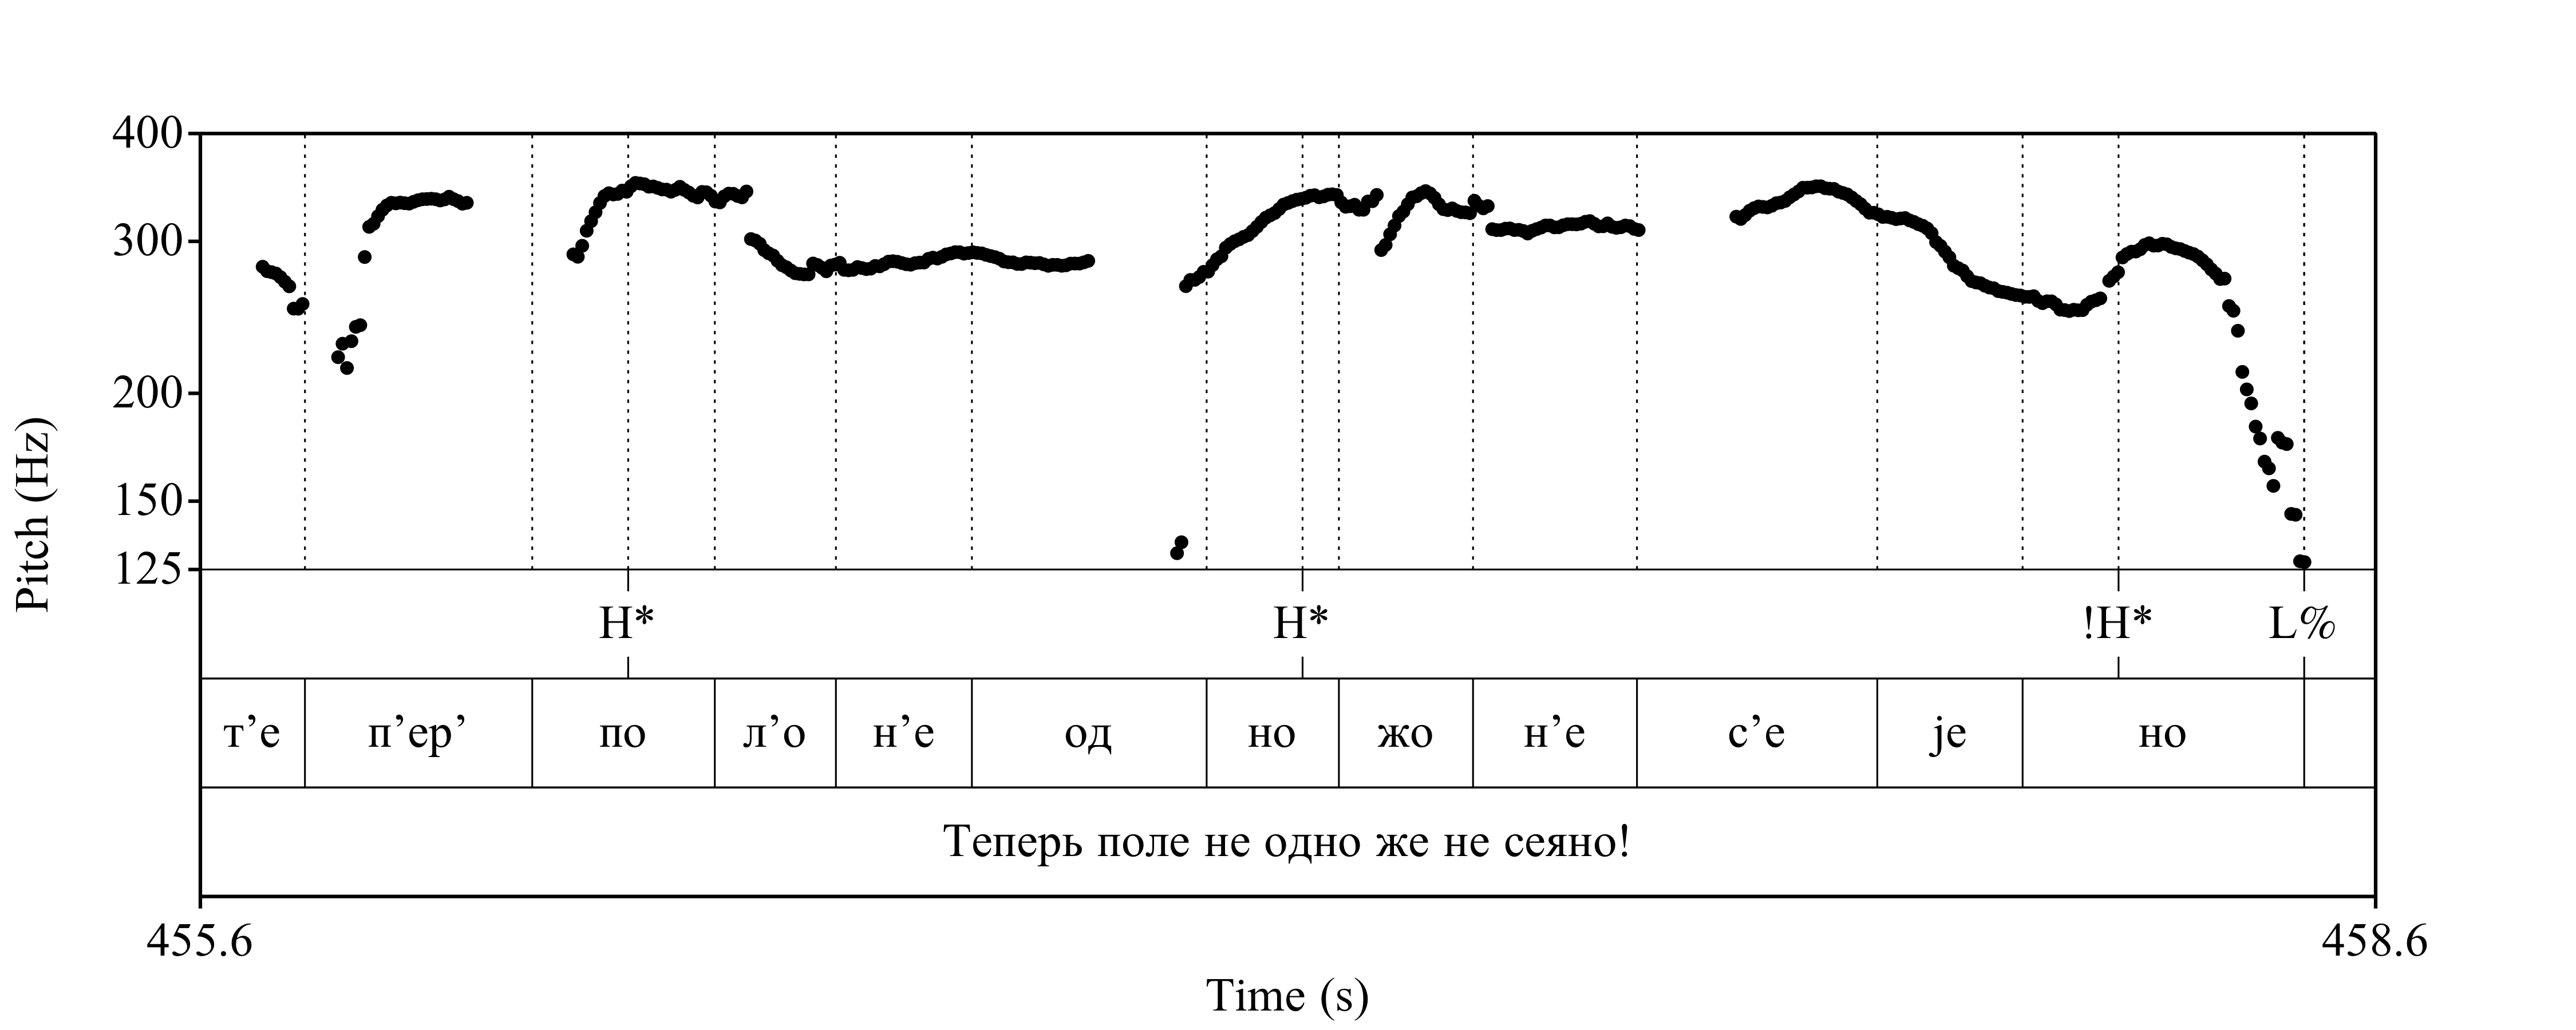 400
300
200
150
125
Pitch (Hz)
H* H* !H* L%
т’е п’ер’ по л’о н’е од но жо н’е с’е је но
Теперь поле не одно же не сеяно!
455.6 458.6
Time (s)